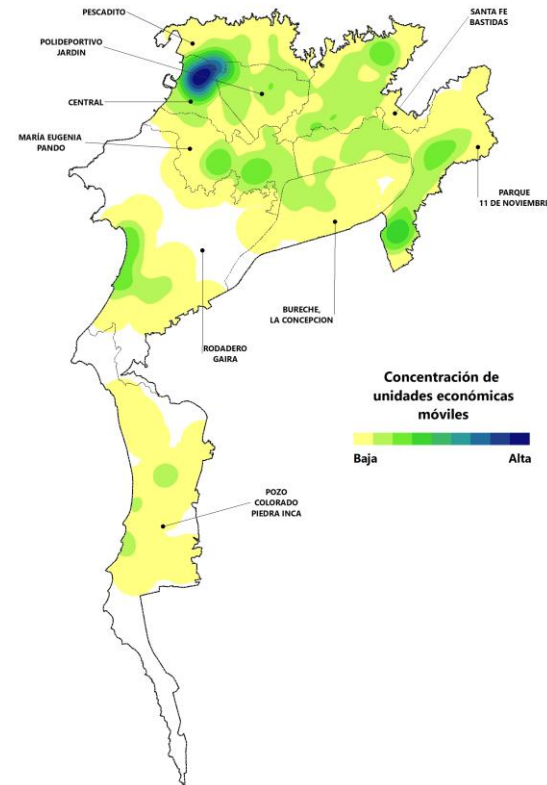 PESCADITO
SANTA FE
BASTIDAS
POLIDEPORTIVO
JARDIN
CENTRAL
MARÍA EUGENIA
PANDO
PARQUE
11 DE NOVIEMBRE
BURECHE,
LA CONCEPCION
RODADERO
GAIRA
Concentración de
unidades económicas
móviles
Baja
Alta
POZO
COLORADO
PIEDRA INCA